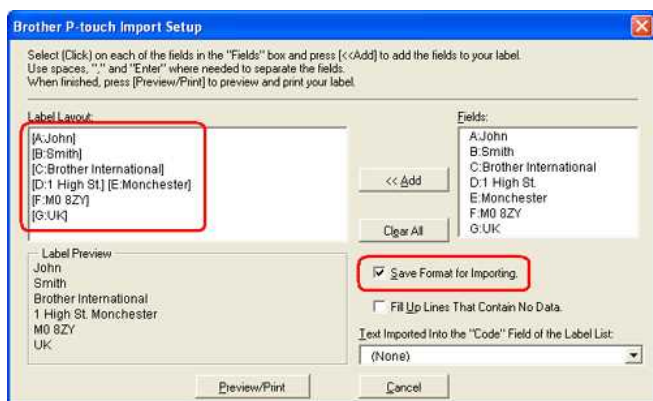 Brother P-touch Import Setup
Select (Click) on each of the fields in the "Fields" box and press [<<Add] to add the fields to your label.
Use spaces, "," and "Enter" where needed to separate the fields.
When finished, press [Preview/Print] to preview and print your label.
Label Layout:
[A:John]
[B:Smith]
[C:Brother International]
[D:1 High St.] [E:Monchester]
[F:M0 8ZY]
[G:UK]
<< Add
Clear All
Fields:
A:John
B:Smith
C:Brother International
D:1 High St.
E:Monchester
F:M0 8ZY
G:UK
Label Preview
John
Smith
Brother International
1 High St. Monchester
M0 8ZY
UK
Save Format for Importing.
Fill Up Lines That Contain No Data.
Text Imported Into the "Code" Field of the Label List:
(None)
Preview/Print
Cancel